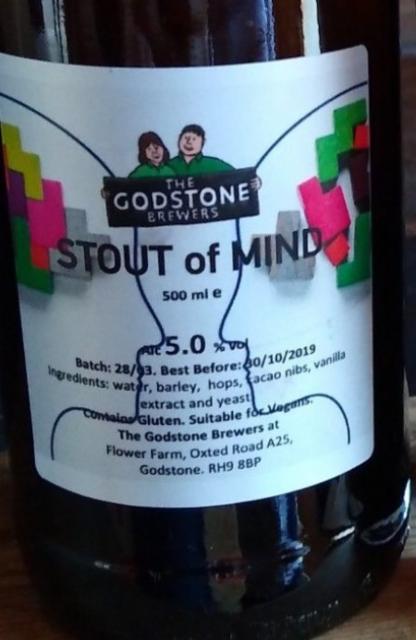 THE
GODSTONE
BREWERS
STOUT of MIND
500 ml e
Alc 5.0 % vol
Batch: 28/03. Best Before: 30/10/2019
Ingredients: water, barley, hops, cacao nibs, vanilla
extract and yeast
Contains Gluten. Suitable for Vegans.
The Godstone Brewers at
Flower Farm, Oxted Road A25,
Godstone. RH9 8BP